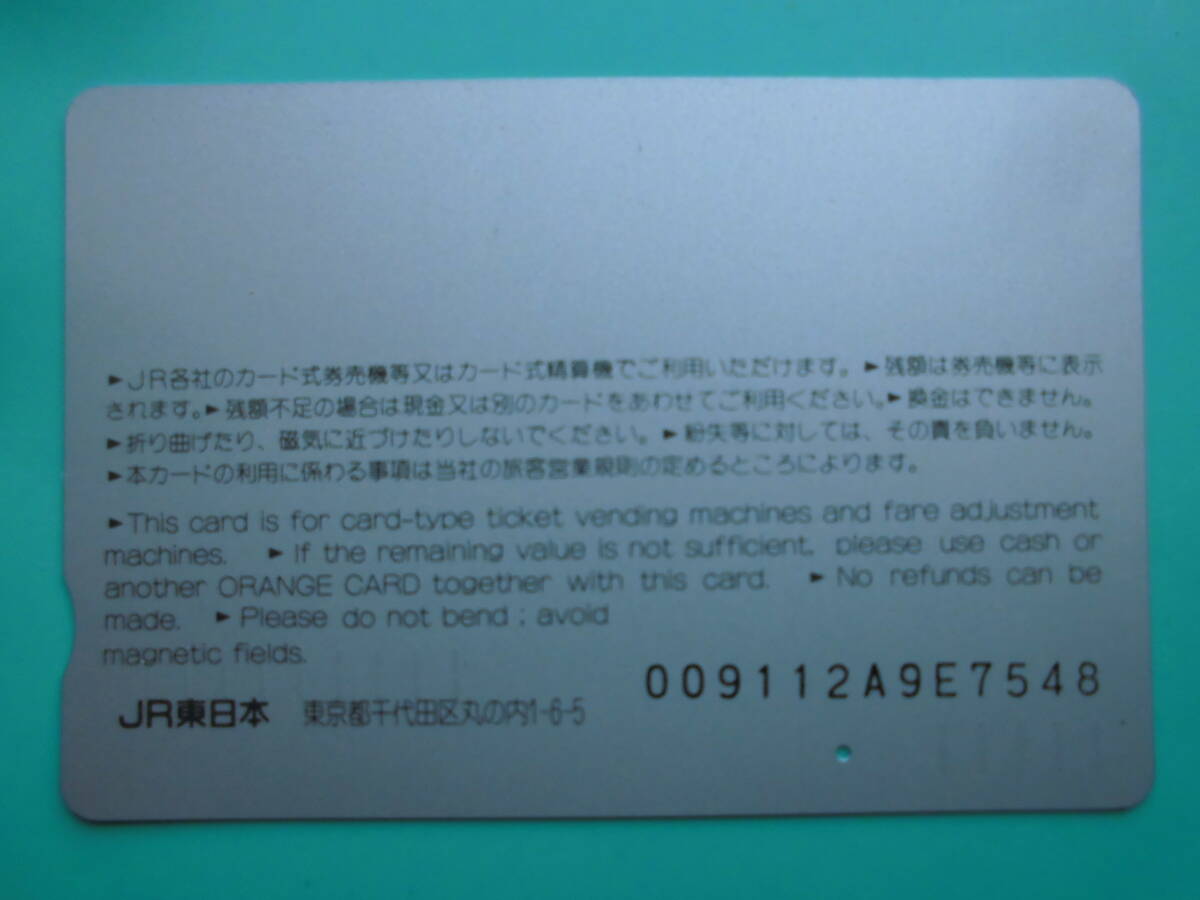 ►JR各社のカード式券売機等又はカード式精算機でご利用いただけます。►残額は券売機等に表示
されます。►残額不足の場合は現金又は別のカードをあわせてご利用ください。►換金はできません。
►折り曲げたり、磁気に近づけたりしないでください。►紛失等に対しては、その責を負いません。
►本カードの利用に係わる事項は当社の旅客営業規則の定めるところによります。
►This card is for card-type ticket vending machines and fare adjustment
machines. ►If the remaining value is not sufficient, please use cash or
another ORANGE CARD together with this card. ►No refunds can be
made. ►Please do not bend; avoid
magnetic fields.
009112A9E7548
JR東日本 東京都千代田区丸の内1-6-5